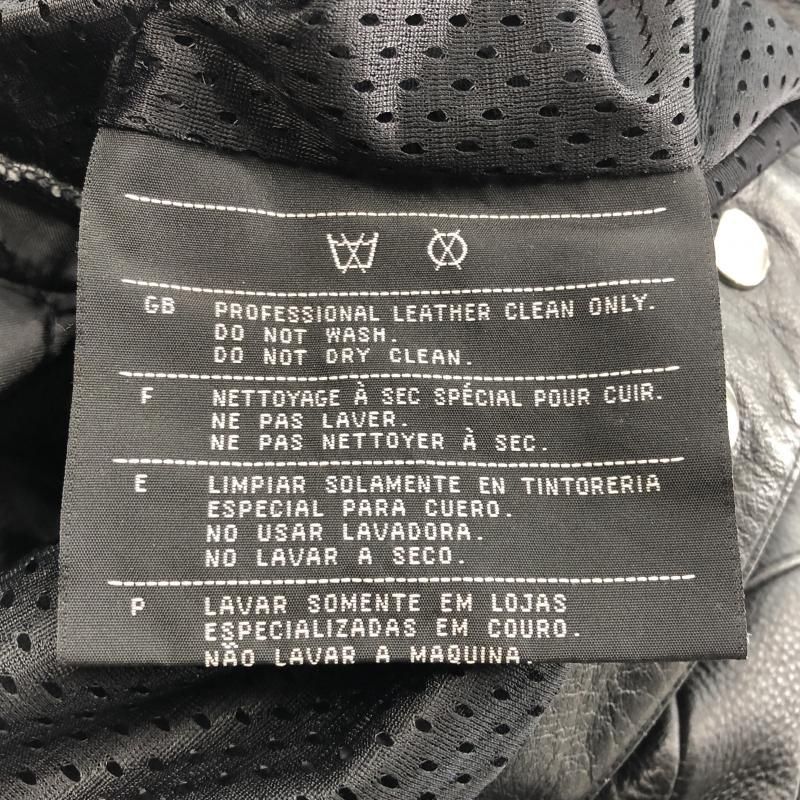 GB PROFESSIONAL LEATHER CLEAN ONLY.
DO NOT WASH.
DO NOT DRY CLEAN.
F NETTOYAGE À SEC SPÉCIAL POUR CUIR.
NE PAS LAVER.
NE PAS NETTOYER À SEC.
E LIMPIAR SOLAMENTE EN TINTORERIA
ESPECIAL PARA CUERO.
NO USAR LAVADORA.
NO LAVAR A SECO.
P LAVAR SOMENTE EM LOJAS
ESPECIALIZADAS EM COURO.
NÃO LAVAR A MAQUINA.